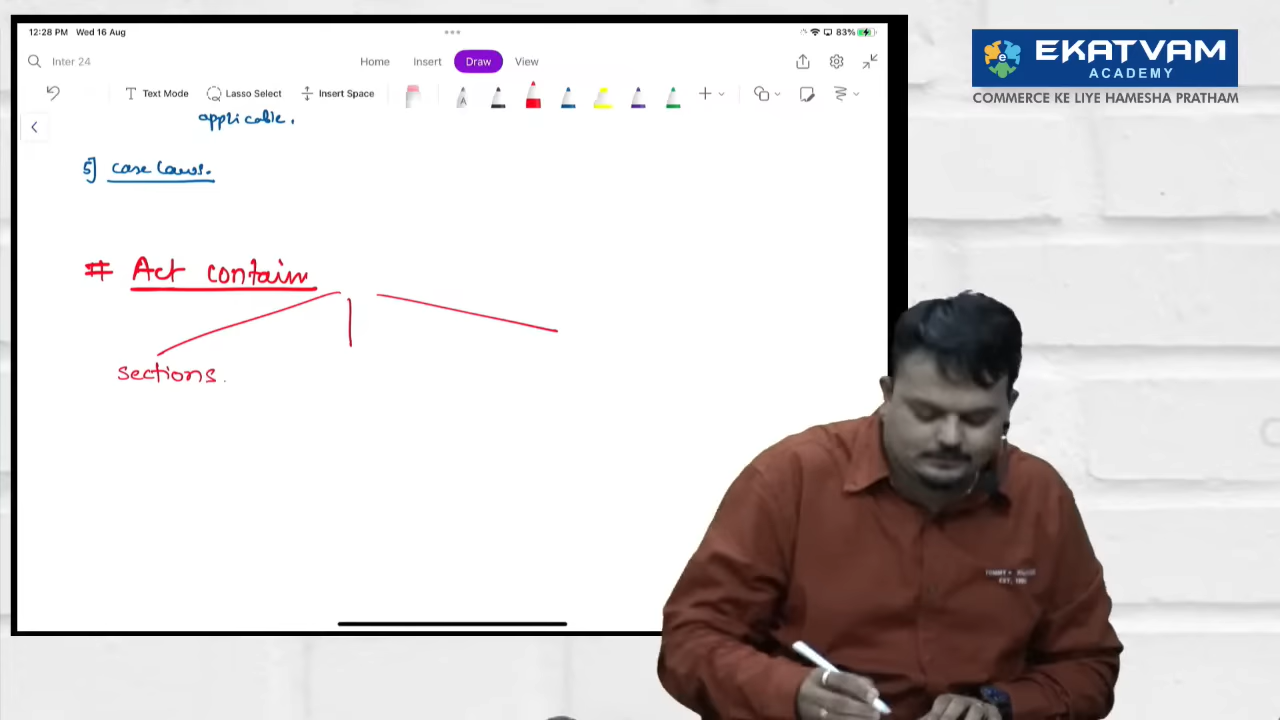 12:28 PM Wed 16 Aug
83%
Inter 24
Home Insert Draw View
Text Mode Lasso Select Insert Space
applicable.
5] case laws.
# Act contain
sections.
EKATVAM
ACADEMY
COMMERCE KE LIYE HAMESHA PRATHAM